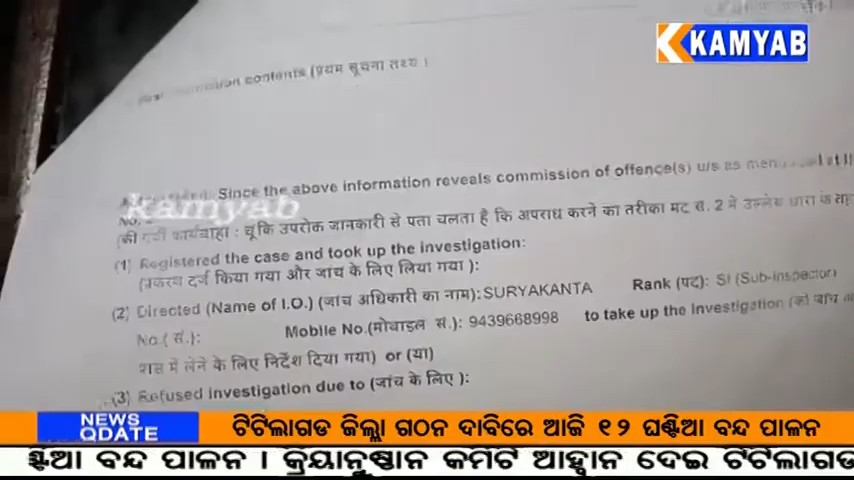 KAMYAB
contents (प्रथम सूचना तथ्य )
Since the above information reveals commission of offence(s) u/s as
kamyab
No.
(की गयी कार्यवाही : चूंकि उपरोक्त जानकारी से पता चलता है कि अपराध करने का तरीका मद स. 2 में उल्लेख धारा के तहत
(1) Registered the case and took up the investigation:
(प्रकरण दर्ज किया गया और जांच के लिए लिया गया ):
(2) Directed (Name of I.O.) (जांच अधिकारी का नाम): SURYAKANTA Rank (पद): SI (Sub-Inspector)
No.( सं.): Mobile No.(मोबाइल सं.): 9439668998 to take up the Investigation (को जांच
पास में लेने के लिए निर्देश दिया गया) or (या)
(3) Refused investigation due to (जांच के लिए ):
NEWS QDATE
ଟିଟିଲାଗଡ ଜିଲ୍ଲା ଗଠନ ଦାବିରେ ଆଜି ୧୨ ଘଣ୍ଟିଆ ବନ୍ଦ ପାଳନ
ଣ୍ଟିଆ ବନ୍ଦ ପାଳନ । କ୍ରିୟାନୁଷ୍ଠାନ କମିଟି ଆହ୍ୱାନ ଦେଇ ଟିଟିଲାଗଡ